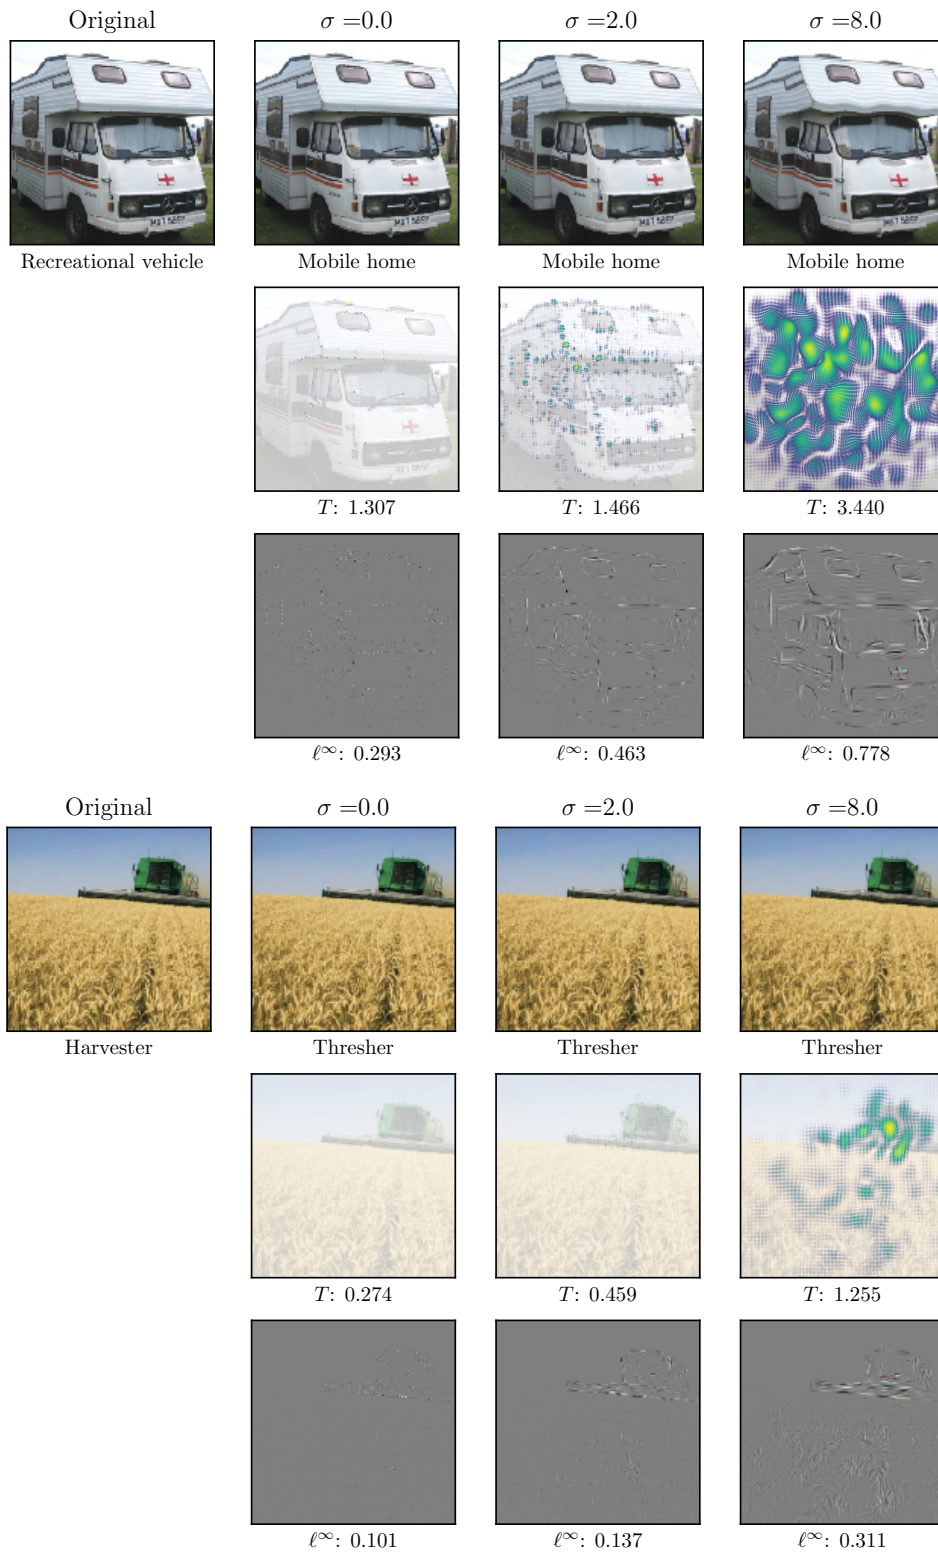 Original σ =0.0 σ =2.0 σ =8.0
Recreational vehicle Mobile home Mobile home Mobile home
T: 1.307 T: 1.466 T: 3.440
ℓ∞: 0.293 ℓ∞: 0.463 ℓ∞: 0.778
Original σ =0.0 σ =2.0 σ =8.0
Harvester Thresher Thresher Thresher
T: 0.274 T: 0.459 T: 1.255
ℓ∞: 0.101 ℓ∞: 0.137 ℓ∞: 0.311